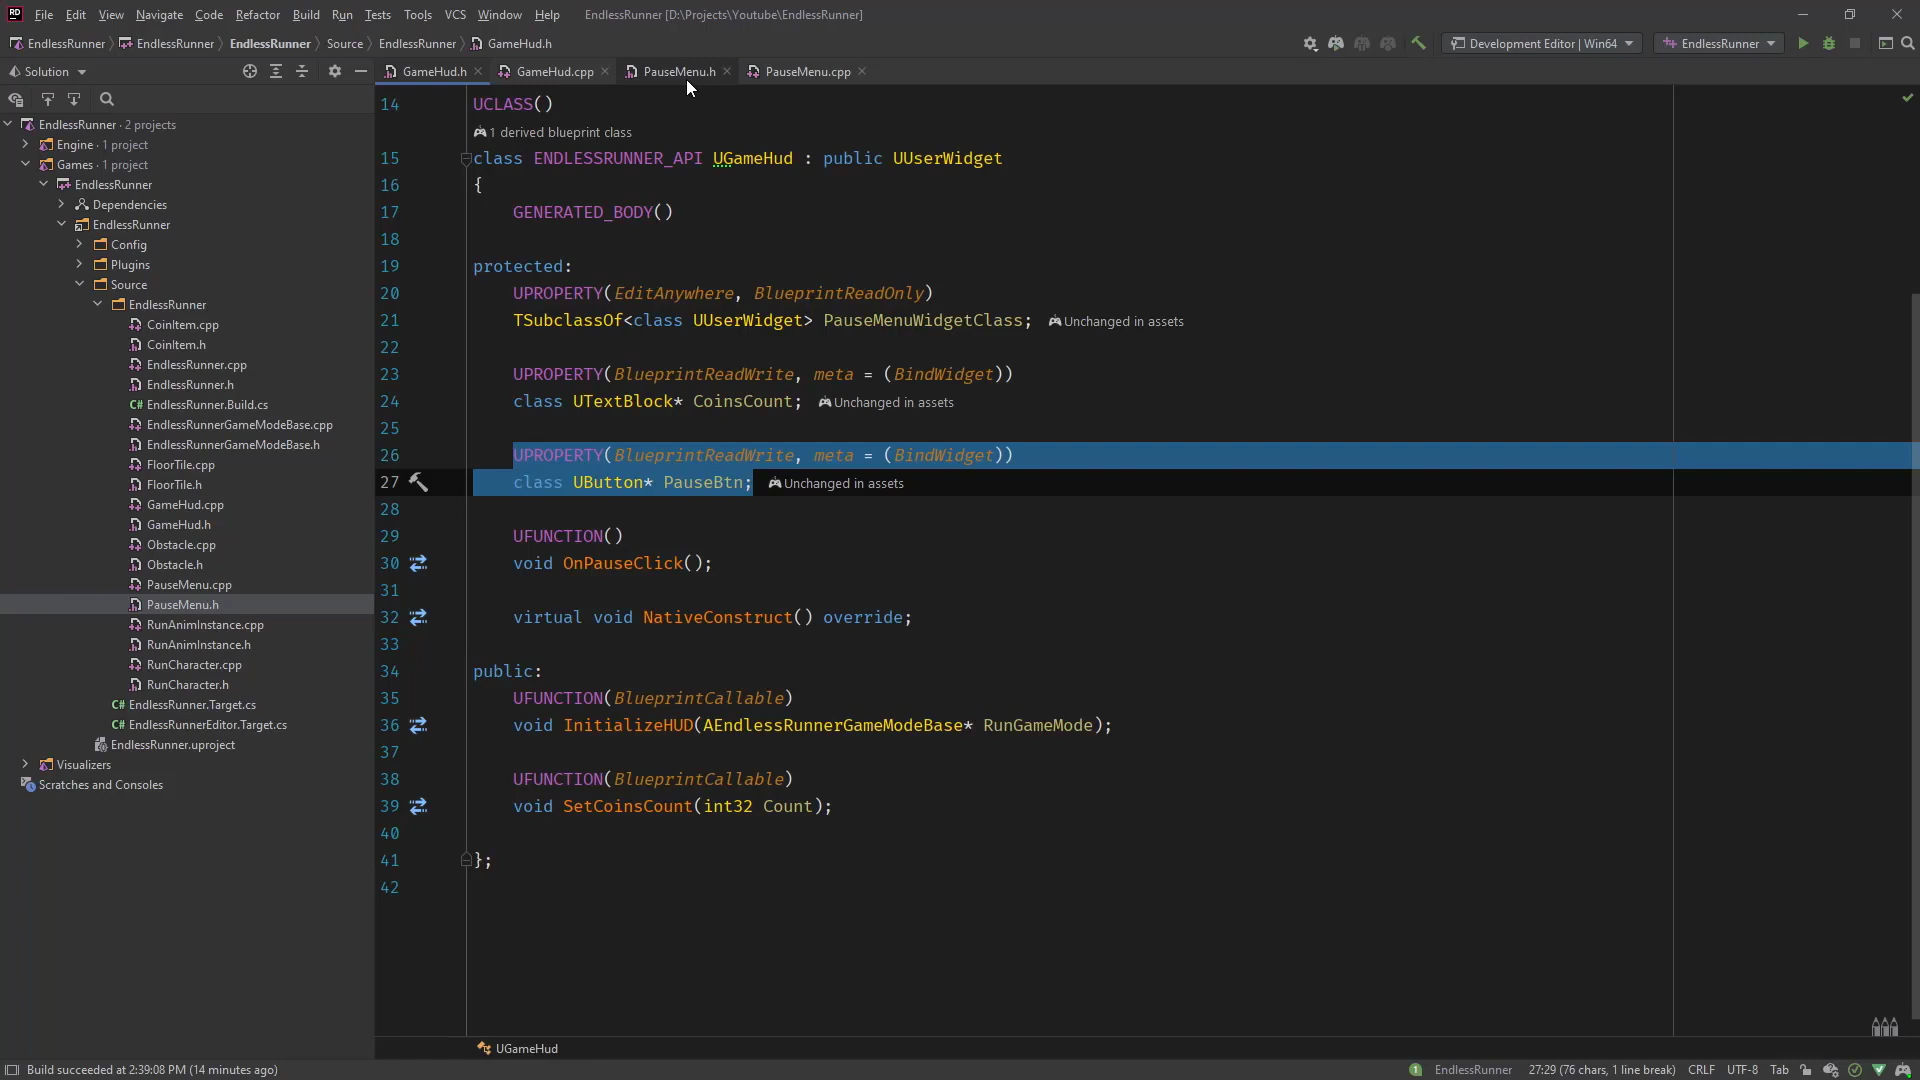 RD File Edit View Navigate Code Refactor Build Run Tests Tools VCS Window Help EndlessRunner [D:\Projects\Youtube\EndlessRunner]
EndlessRunner EndlessRunner EndlessRunner Source EndlessRunner GameHud.h Development Editor | Win64 EndlessRunner
Solution GameHud.h GameHud.cpp PauseMenu.h PauseMenu.cpp
EndlessRunner · 2 projects
Engine · 1 project
Games · 1 project
EndlessRunner
Dependencies
EndlessRunner
Config
Plugins
Source
EndlessRunner
CoinItem.cpp
CoinItem.h
EndlessRunner.cpp
EndlessRunner.h
C# EndlessRunner.Build.cs
EndlessRunnerGameModeBase.cpp
EndlessRunnerGameModeBase.h
FloorTile.cpp
FloorTile.h
GameHud.cpp
GameHud.h
Obstacle.cpp
Obstacle.h
PauseMenu.cpp
PauseMenu.h
RunAnimInstance.cpp
RunAnimInstance.h
RunCharacter.cpp
RunCharacter.h
C# EndlessRunner.Target.cs
C# EndlessRunnerEditor.Target.cs
EndlessRunner.uproject
Visualizers
Scratches and Consoles
14 UCLASS()
1 derived blueprint class
15 class ENDLESSRUNNER_API UGameHud : public UUserWidget
16 {
17 GENERATED_BODY()
18
19 protected:
20 UPROPERTY(EditAnywhere, BlueprintReadOnly)
21 TSubclassOf<class UUserWidget> PauseMenuWidgetClass; Unchanged in assets
22
23 UPROPERTY(BlueprintReadWrite, meta = (BindWidget))
24 class UTextBlock* CoinsCount; Unchanged in assets
25
26 UPROPERTY(BlueprintReadWrite, meta = (BindWidget))
27 class UButton* PauseBtn; Unchanged in assets
28
29 UFUNCTION()
30 void OnPauseClick();
31
32 virtual void NativeConstruct() override;
33
34 public:
35 UFUNCTION(BlueprintCallable)
36 void InitializeHUD(AEndlessRunnerGameModeBase* RunGameMode);
37
38 UFUNCTION(BlueprintCallable)
39 void SetCoinsCount(int32 Count);
40
41 };
42
UGameHud
Build succeeded at 2:39:08 PM (14 minutes ago) 1 EndlessRunner 27:29 (76 chars, 1 line break) CRLF UTF-8 Tab